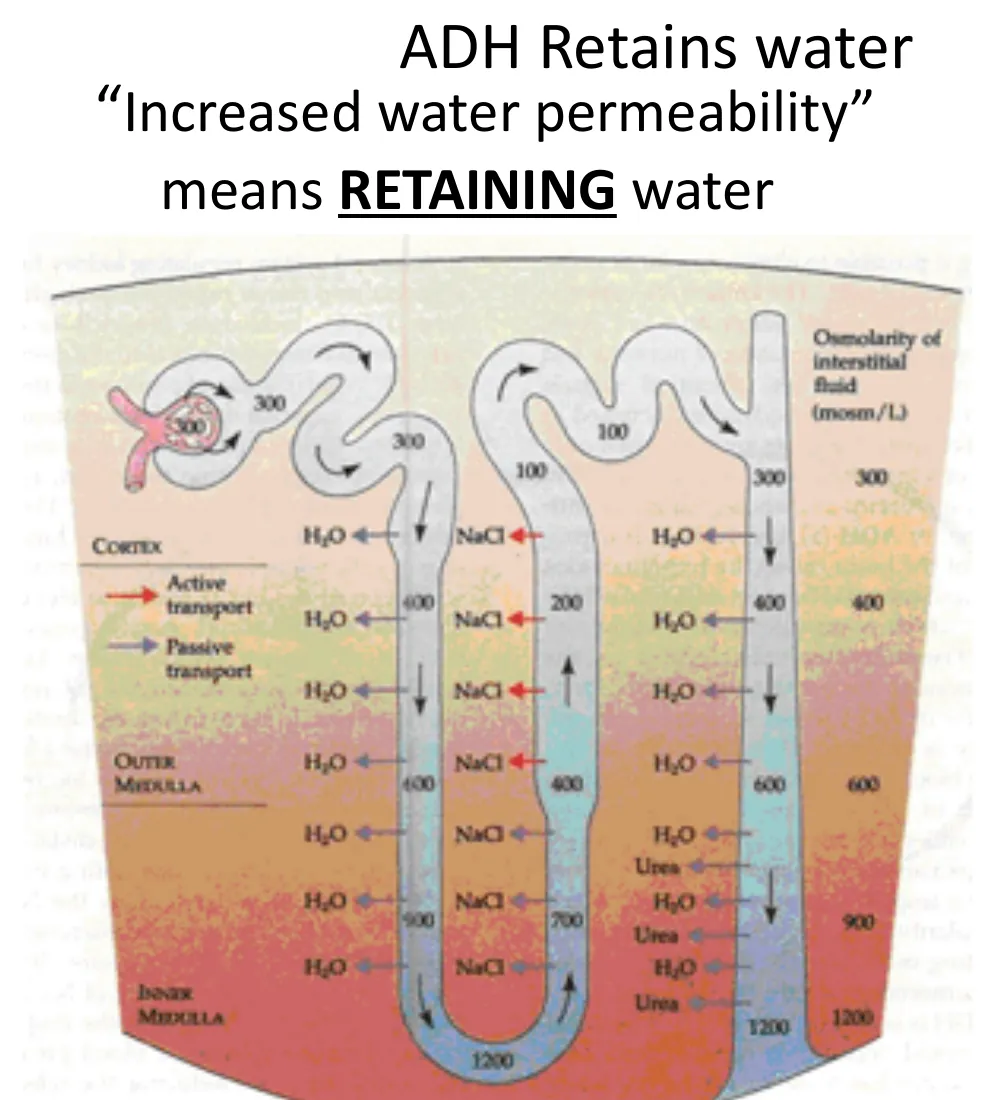 ADH Retains water
“Increased water permeability”
means RETAINING water
Osmolarity of
interstitial
fluid
(mosm/L)
300
300
300
100
100
300
300
H₂O
NaCl
H₂O
CORTEX
Active
transport
Passive
transport
H₂O
400
NaCl
200
H₂O
400
400
H₂O
NaCl
H₂O
OUTER
MEDULLA
H₂O
600
NaCl
400
H₂O
600
600
H₂O
NaCl
H₂O
Urea
H₂O
900
NaCl
700
H₂O
900
Urea
H₂O
NaCl
H₂O
INNER
MEDULLA
Urea
1200
1200
1200